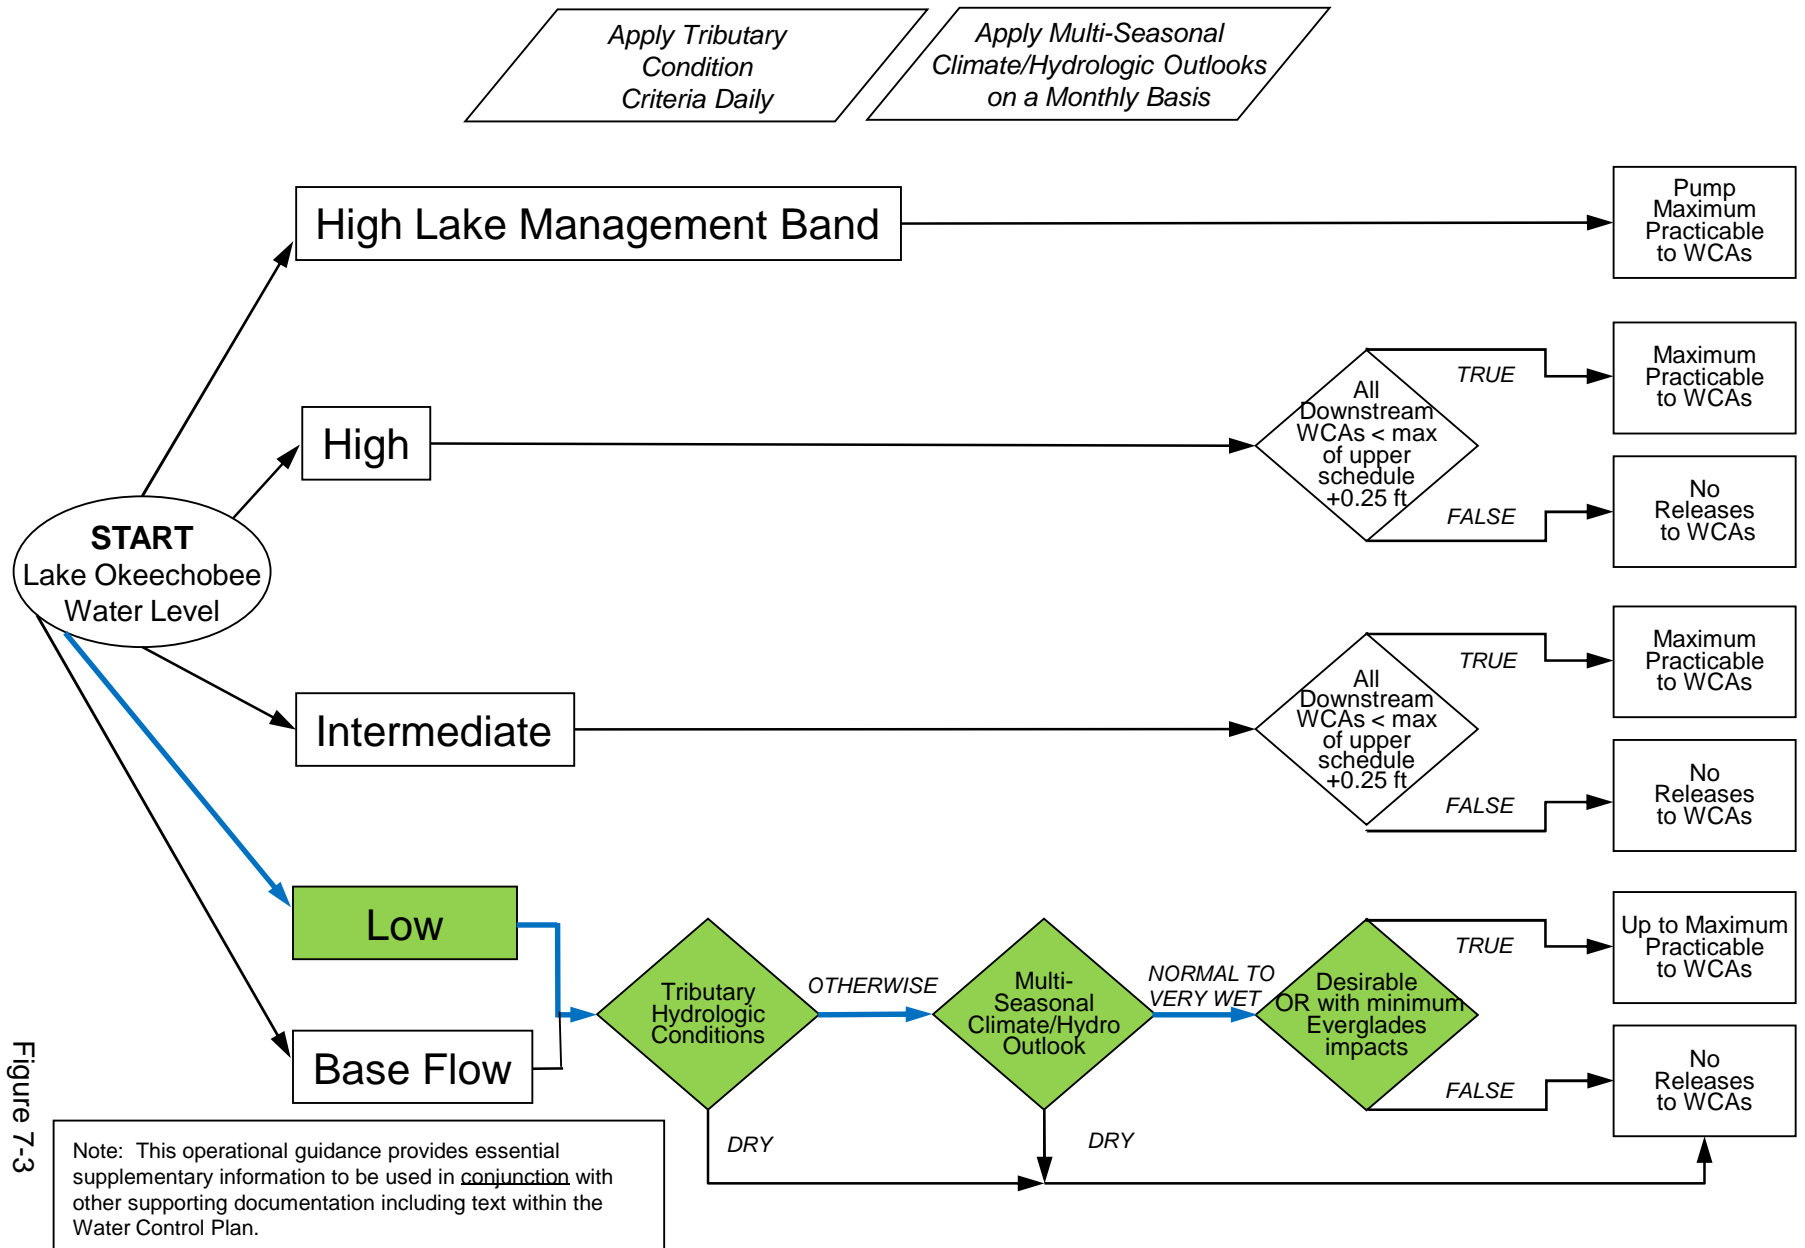 Apply Tributary
Condition
Criteria Daily
Apply Multi-Seasonal
Climate/Hydrologic Outlooks
on a Monthly Basis
High Lake Management Band
Pump
Maximum
Practicable
to WCAs
High
All
Downstream
WCAs < max
of upper
schedule
+0.25 ft
TRUE
Maximum
Practicable
to WCAs
FALSE
No
Releases
to WCAs
START
Lake Okeechobee
Water Level
Intermediate
All
Downstream
WCAs < max
of upper
schedule
+0.25 ft
TRUE
Maximum
Practicable
to WCAs
FALSE
No
Releases
to WCAs
Low
Base Flow
Tributary
Hydrologic
Conditions
OTHERWISE
DRY
Multi-
Seasonal
Climate/Hydro
Outlook
NORMAL TO
VERY WET
DRY
Desirable
OR with minimum
Everglades
impacts
TRUE
Up to Maximum
Practicable
to WCAs
FALSE
No
Releases
to WCAs
Figure 7-3
Note: This operational guidance provides essential
supplementary information to be used in conjunction with
other supporting documentation including text within the
Water Control Plan.